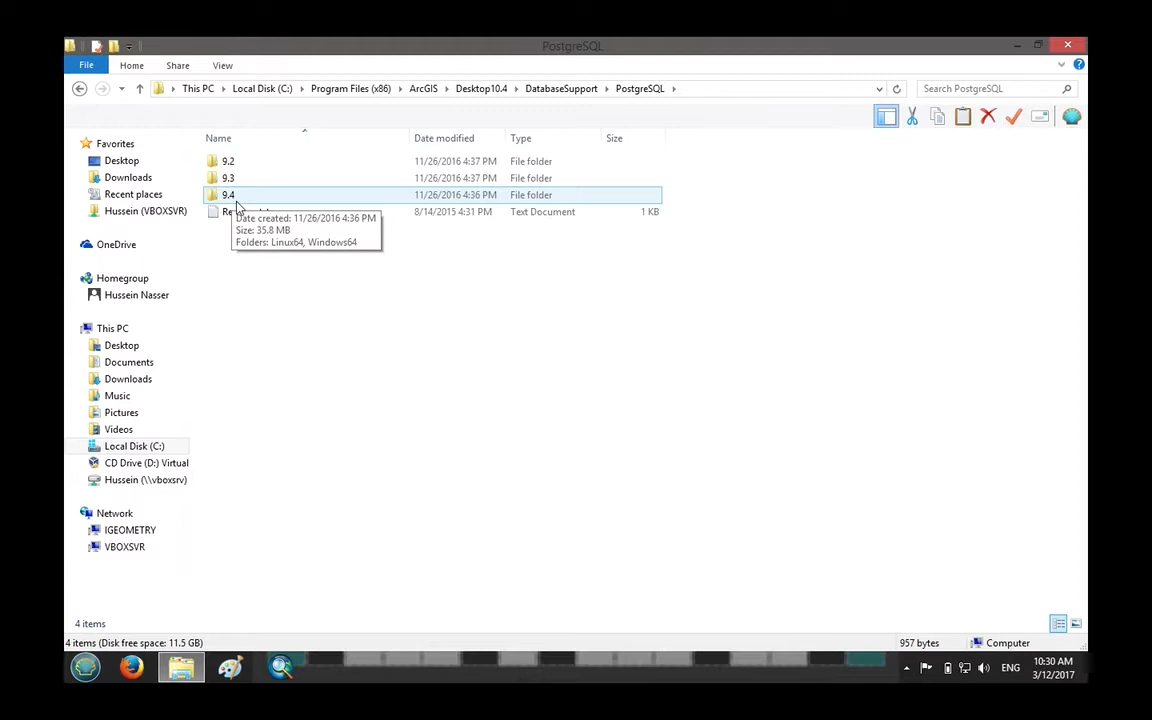 PostgreSQL
File Home Share View
This PC Local Disk (C:) Program Files (x86) ArcGIS Desktop10.4 DatabaseSupport PostgreSQL Search PostgreSQL
Name Date modified Type Size
Favorites
Desktop
Downloads
Recent places
Hussein (VBOXSVR)
OneDrive
Homegroup
Hussein Nasser
This PC
Desktop
Documents
Downloads
Music
Pictures
Videos
Local Disk (C:)
CD Drive (D:) Virtual
Hussein (\\vboxsrv)
Network
IGEOMETRY
VBOXSVR
9.2 11/26/2016 4:37 PM File folder
9.3 11/26/2016 4:37 PM File folder
9.4 11/26/2016 4:36 PM File folder
8/14/2015 4:31 PM Text Document 1 KB
Date created: 11/26/2016 4:36 PM
Size: 35.8 MB
Folders: Linux64, Windows64
4 items
4 items (Disk free space: 11.5 GB) 957 bytes Computer
ENG 10:30 AM
3/12/2017